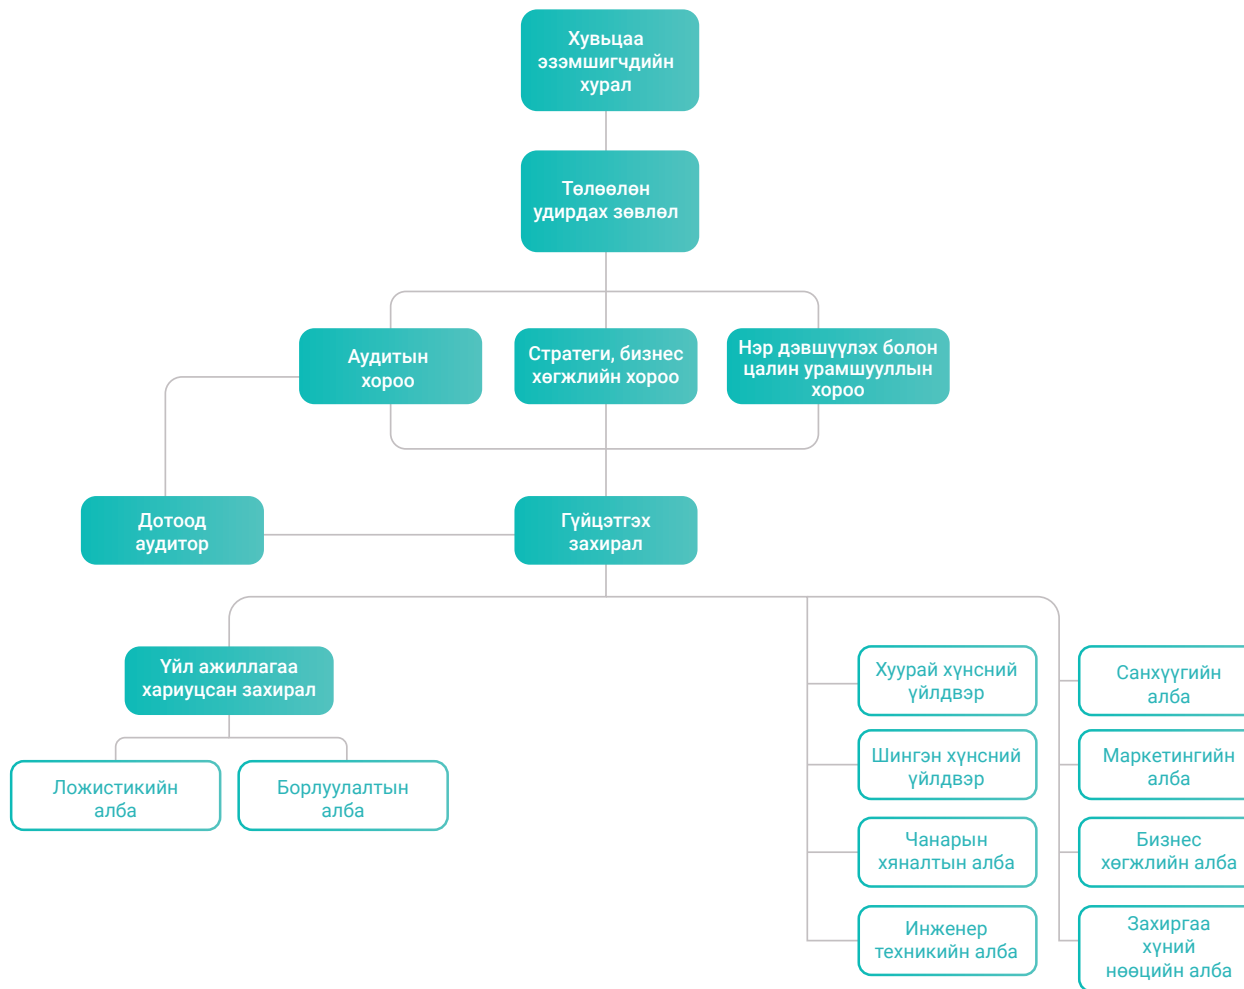 Хувьцаа
эзэмшигчдийн
хурал
Төлөөлөн
удирдах зөвлөл
Аудитын
хороо
Стратеги, бизнес
хөгжлийн хороо
Нэр дэвшүүлэх болон
цалин урамшууллын
хороо
Дотоод
аудитор
Гүйцэтгэх
захирал
Үйл ажиллагаа
хариуцсан захирал
Ложистикийн
алба
Борлуулалтын
алба
Хуурай хүнсний
үйлдвэр
Шингэн хүнсний
үйлдвэр
Чанарын
хяналтын алба
Инженер
техникийн алба
Санхүүгийн
алба
Маркетингийн
алба
Бизнес
хөгжлийн алба
Захиргаа
хүний
нөөцийн алба